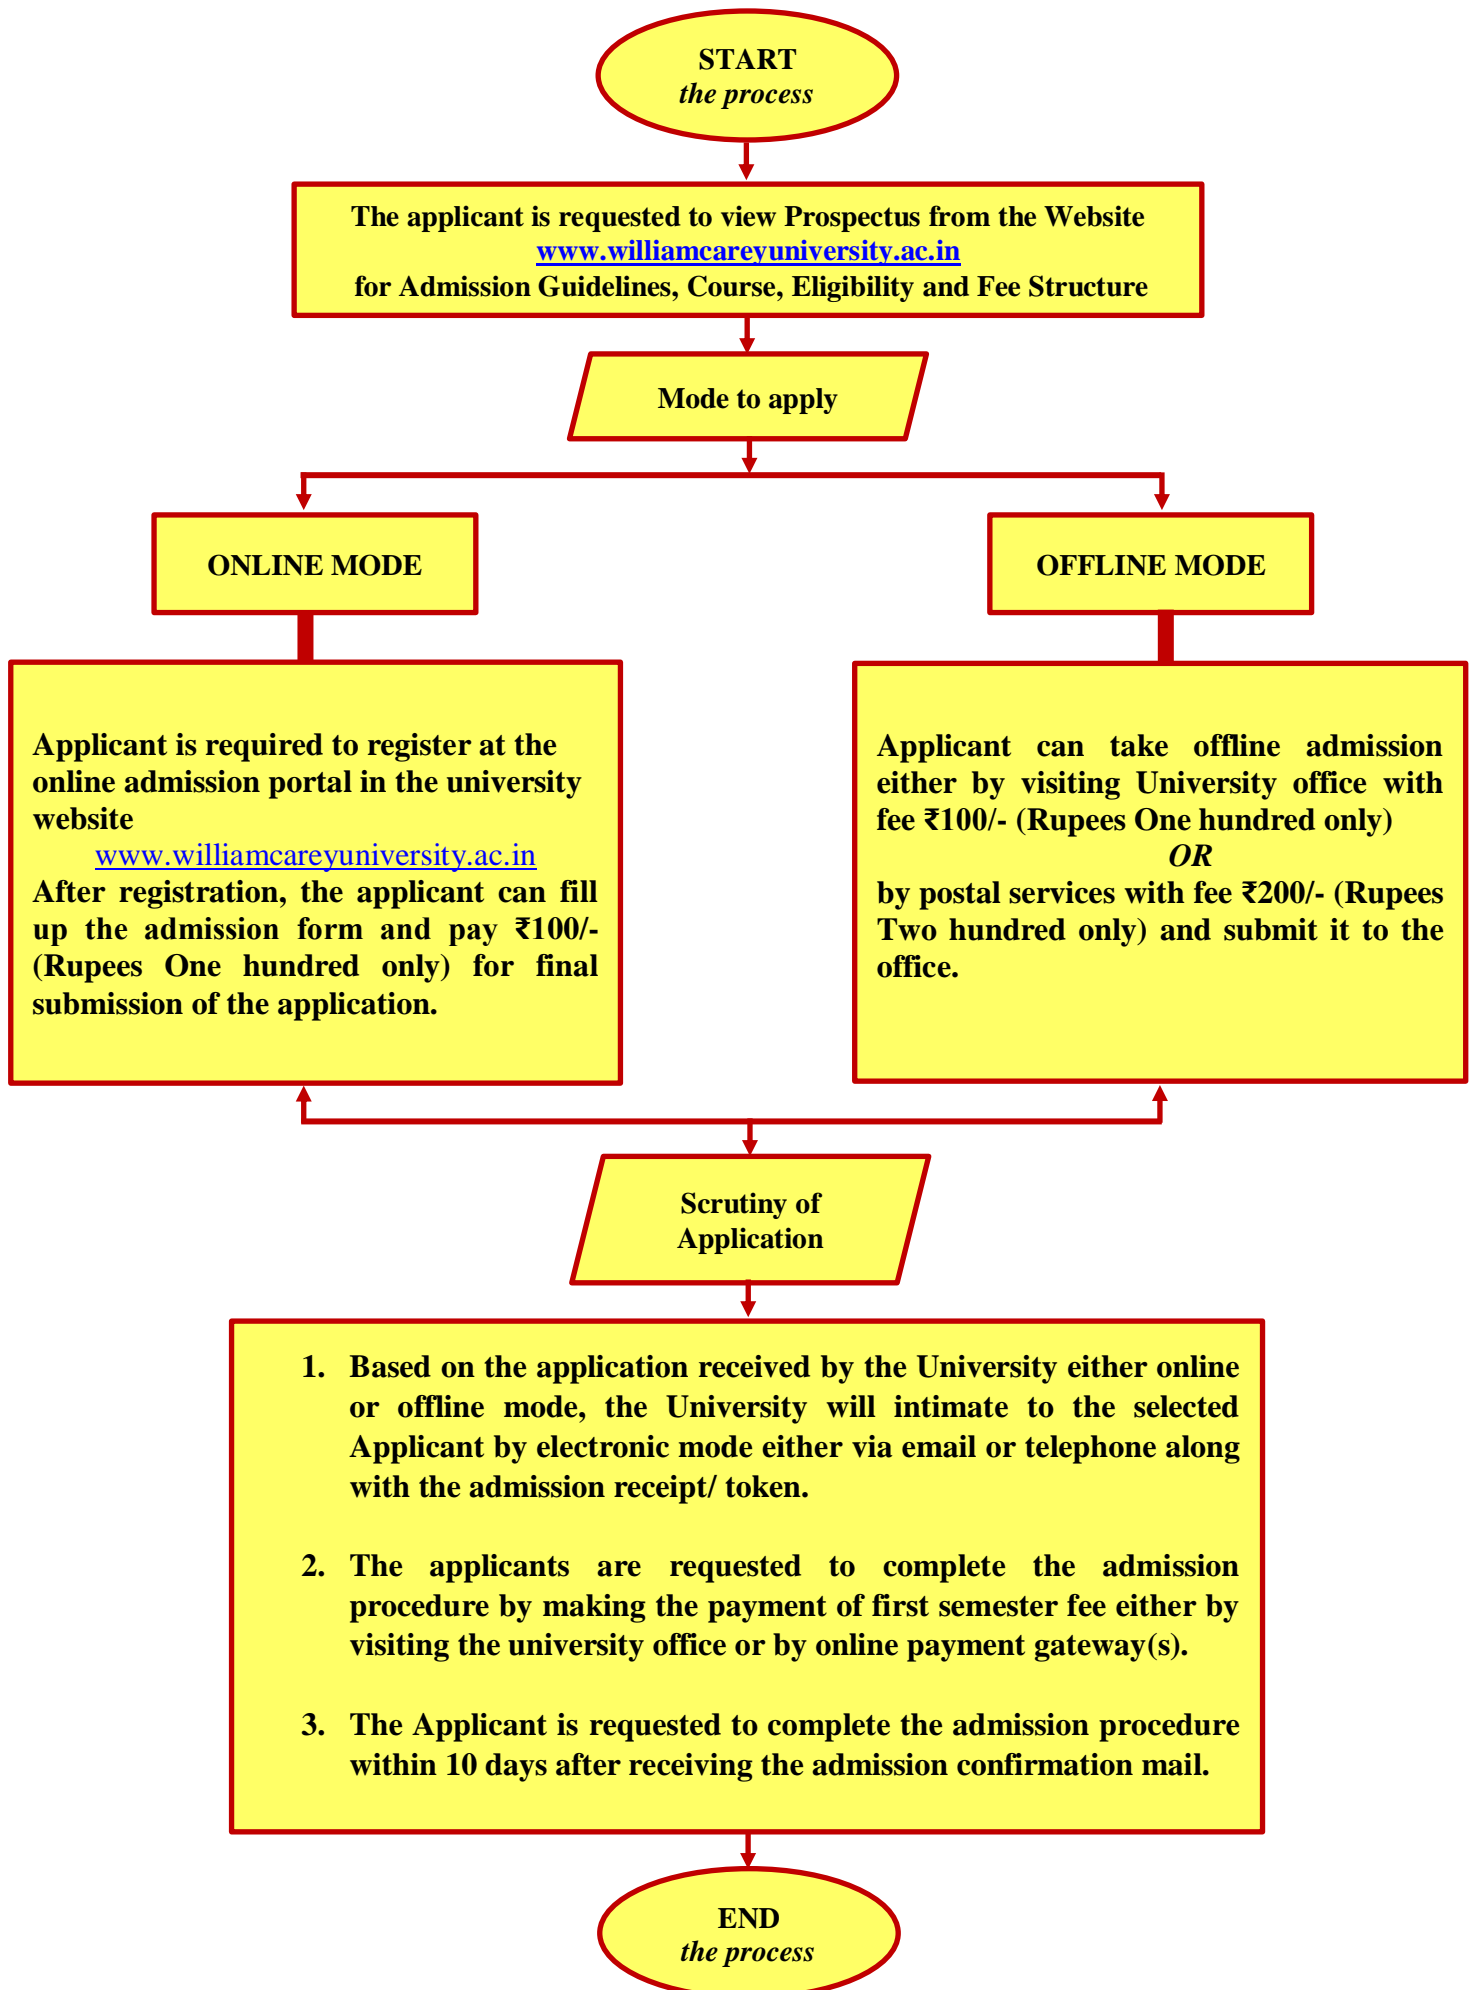 START
the process
The applicant is requested to view Prospectus from the Website
www.williamcareyuniversity.ac.in
for Admission Guidelines, Course, Eligibility and Fee Structure
Mode to apply
ONLINE MODE
OFFLINE MODE
Applicant is required to register at the
online admission portal in the university
website
www.williamcareyuniversity.ac.in
After registration, the applicant can fill
up the admission form and pay ₹100/-
(Rupees One hundred only) for final
submission of the application.
Applicant can take offline admission
either by visiting University office with
fee ₹100/- (Rupees One hundred only)
OR
by postal services with fee ₹200/- (Rupees
Two hundred only) and submit it to the
office.
Scrutiny of
Application
1. Based on the application received by the University either online
or offline mode, the University will intimate to the selected
Applicant by electronic mode either via email or telephone along
with the admission receipt/ token.
2. The applicants are requested to complete the admission
procedure by making the payment of first semester fee either by
visiting the university office or by online payment gateway(s).
3. The Applicant is requested to complete the admission procedure
within 10 days after receiving the admission confirmation mail.
END
the process